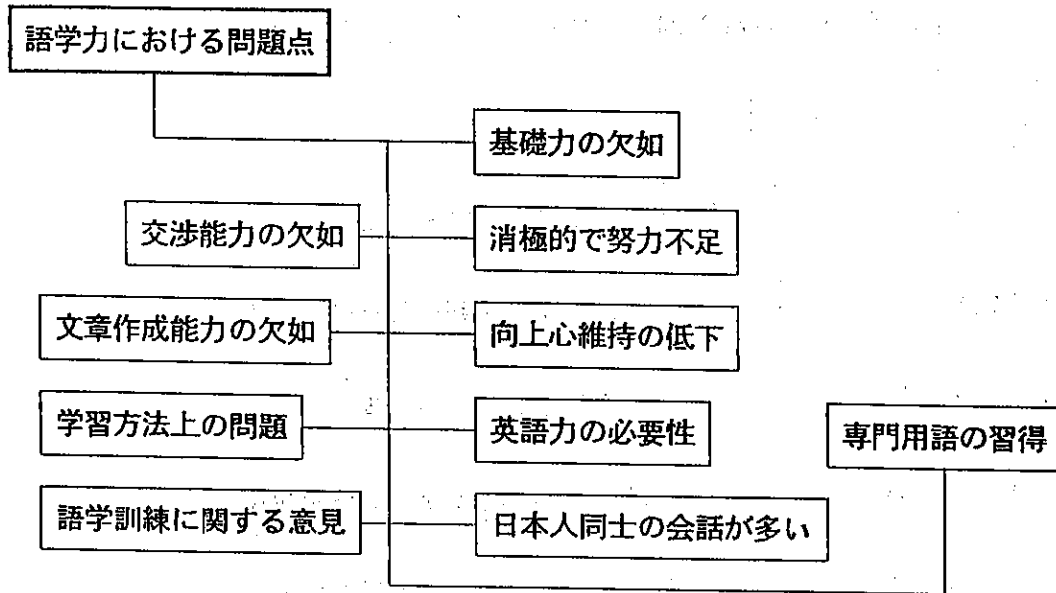 語学力における問題点
基礎力の欠如
交渉能力の欠如
消極的で努力不足
文章作成能力の欠如
向上心維持の低下
学習方法上の問題
英語力の必要性
専門用語の習得
語学訓練に関する意見
日本人同士の会話が多い